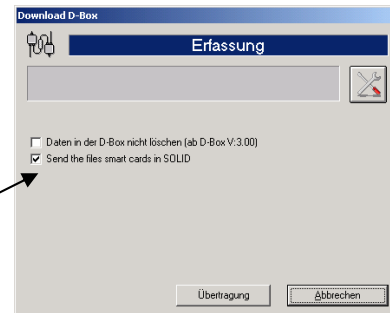 Download D-Box
Erfassung
Daten in der D-Box nicht löschen (ab D-Box V:3.00)
Send the files smart cards in SOLID
Übertragung
Abbrechen